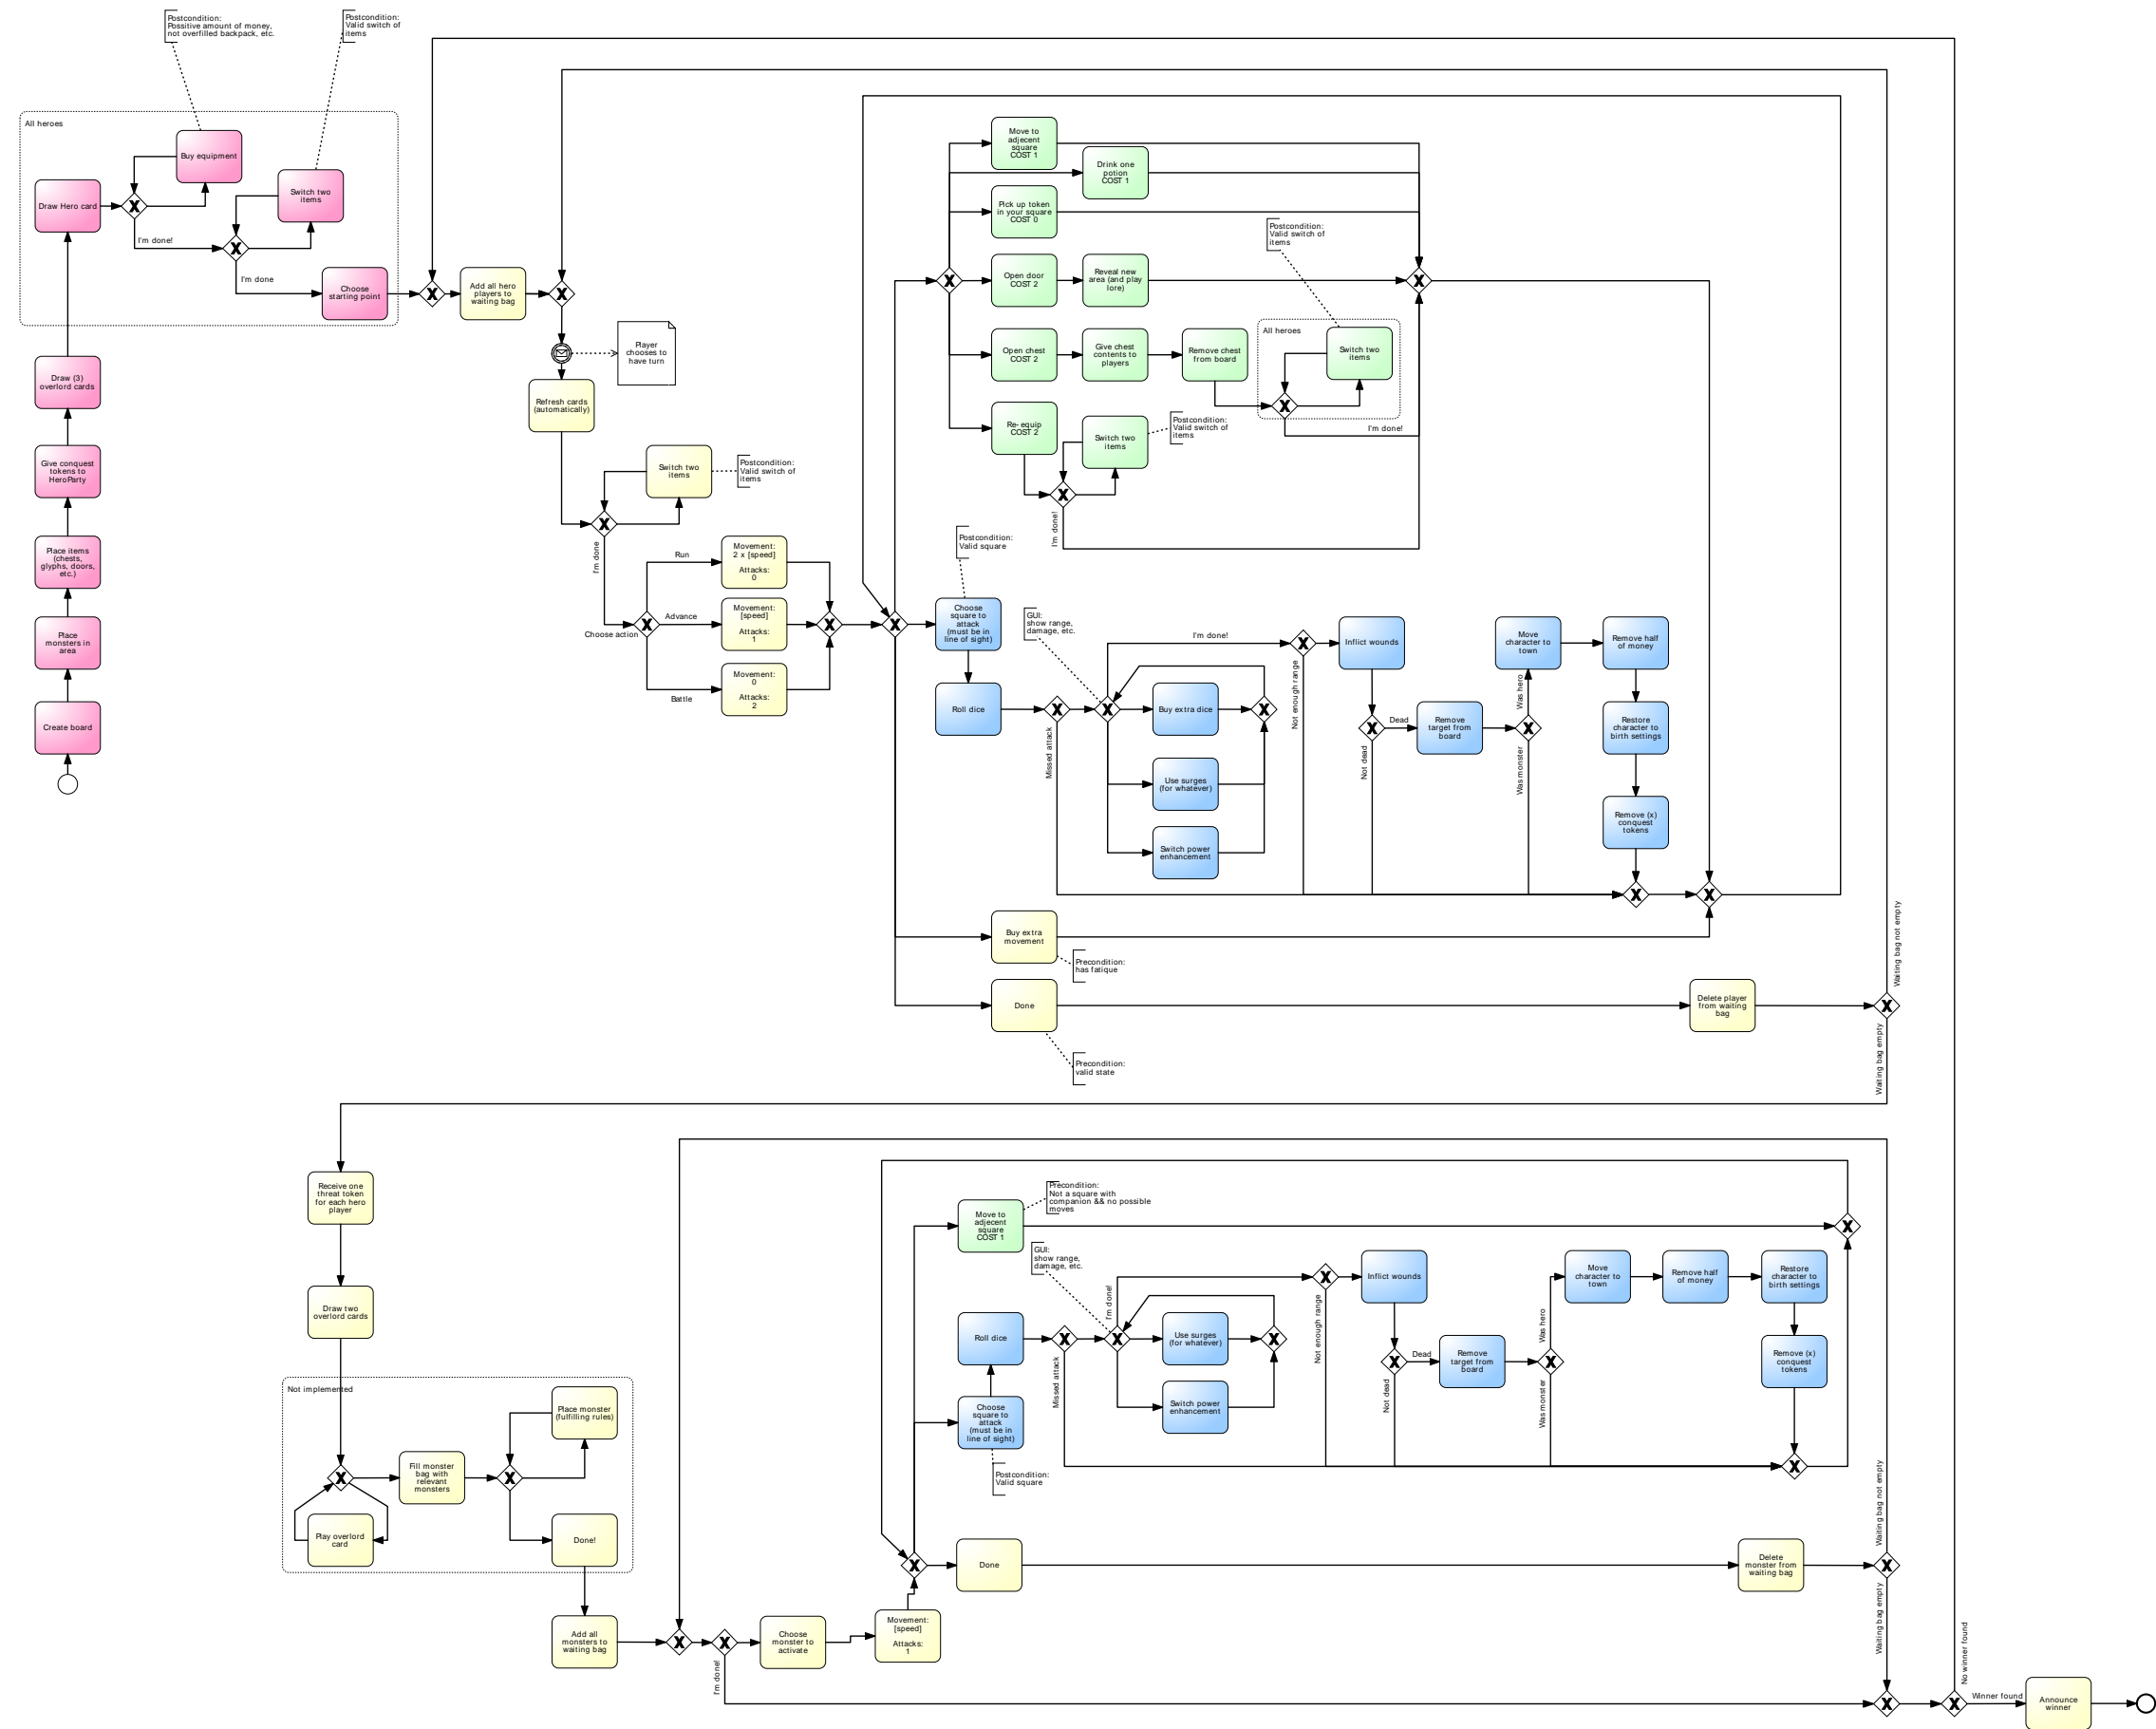 Postcondition:
Possitive amount of money,
not overfilled backpack, etc.
Postcondition:
Valid switch of
items
All heroes
Buy equipment
Switch two
items
Draw Hero card
I'm done!
I'm done
Choose
starting point
Add all hero
players to
waiting bag
Player
chooses to
have turn
Refresh cards
(automatically)
Draw (3)
overlord cards
Give conquest
tokens to
HeroParty
Place items
(chests,
glyphs, doors,
etc.)
Place
monsters in
area
Create board
Switch two
items
Postcondition:
Valid switch of
items
I'm done
Choose action
Run
Advance
Battle
Movement:
2 x [speed]
Attacks:
0
Movement:
[speed]
Attacks:
1
Movement:
0
Attacks:
2
Move to
adjecent
square
COST 1
Drink one
potion
COST 1
Pick up token
in your square
COST 0
Open door
COST 2
Reveal new
area (and play
lore)
Open chest
COST 2
Give chest
contents to
players
Remove chest
from board
Postcondition:
Valid switch of
items
All heroes
Switch two
items
I'm done!
Re-equip
COST 2
Switch two
items
Postcondition:
Valid switch of
items
I'm done!
Postcondition:
Valid square
Choose
square to
attack
(must be in
line of sight)
Roll dice
GUI:
show range,
damage, etc.
Missed attack
I'm done!
Buy extra dice
Use surges
(for whatever)
Switch power
enhancement
Not enough range
Inflict wounds
Dead
Not dead
Remove
target from
board
Was hero
Was monster
Move
character to
town
Remove half
of money
Restore
character to
birth settings
Remove (x)
conquest
tokens
Buy extra
movement
Precondition:
has fatique
Done
Precondition:
valid state
Delete player
from waiting
bag
Waiting bag not empty
Waiting bag empty
Receive one
threat token
for each hero
player
Draw two
overlord cards
Not implemented
Place monster
(fulfilling rules)
Fill monster
bag with
relevant
monsters
Play overlord
card
Done!
Add all
monsters to
waiting bag
I'm done!
Choose
monster to
activate
Movement:
[speed]
Attacks:
1
Move to
adjecent
square
COST 1
Precondition:
Not a square with
companion && no possible
moves
GUI:
show range,
damage, etc.
Roll dice
Choose
square to
attack
(must be in
line of sight)
Postcondition:
Valid square
Missed attack
I'm done!
Use surges
(for whatever)
Switch power
enhancement
Not enough range
Inflict wounds
Dead
Not dead
Remove
target from
board
Was hero
Was monster
Move
character to
town
Remove half
of money
Restore
character to
birth settings
Remove (x)
conquest
tokens
Done
Delete
monster from
waiting bag
Waiting bag not empty
Waiting bag empty
No winner found
Winner found
Announce
winner